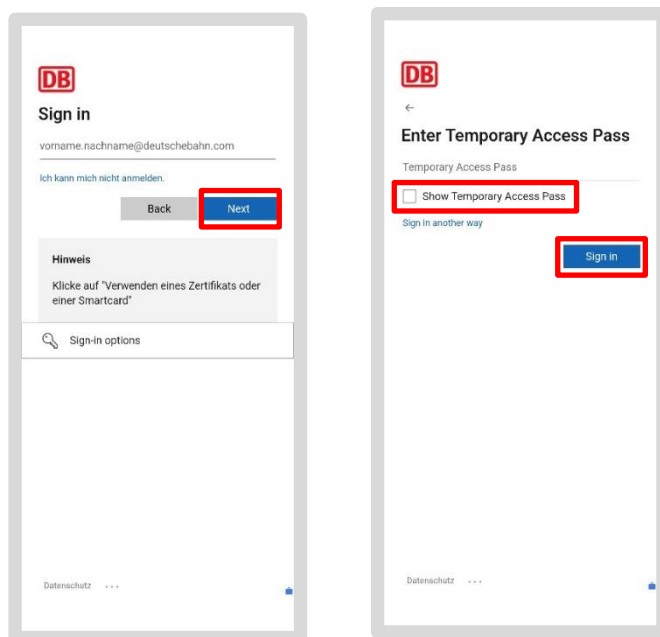 DB
Sign in
vorname.nachname@deutschebahn.com
Ich kann mich nicht anmelden.
Back
Next
Hinweis
Klicke auf "Verwenden eines Zertifikats oder
einer Smartcard"
Sign-in options
Datenschutz ...
DB
Enter Temporary Access Pass
Temporary Access Pass
Show Temporary Access Pass
Sign in another way
Sign in
Datenschutz ...